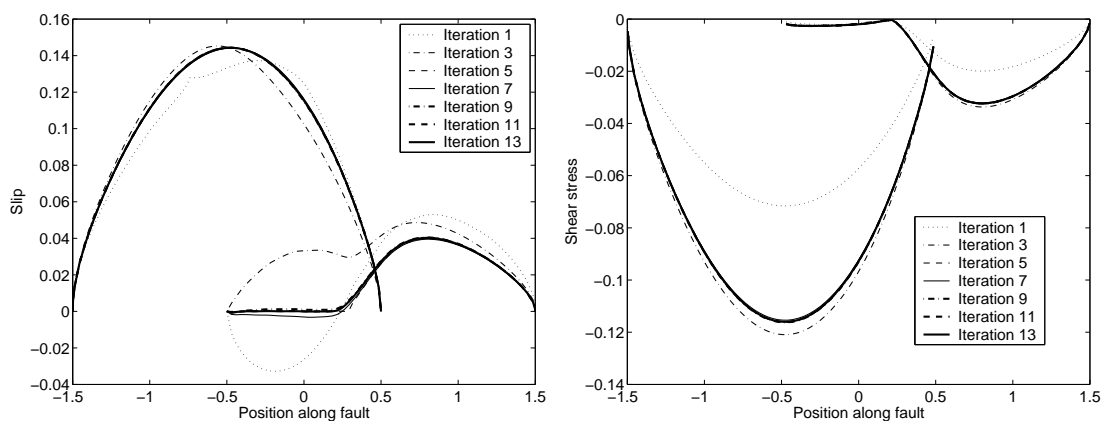 0.16
0.14
0.12
0.1
0.08
0.06
0.04
0.02
0
−0.02
−0.04
Slip
−1.5
−1
−0.5
0
0.5
1
1.5
Position along fault
Iteration 1
Iteration 3
Iteration 5
Iteration 7
Iteration 9
Iteration 11
Iteration 13
0
−0.02
−0.04
−0.06
−0.08
−0.1
−0.12
−0.14
Shear stress
−1.5
−1
−0.5
0
0.5
1
1.5
Position along fault
Iteration 1
Iteration 3
Iteration 5
Iteration 7
Iteration 9
Iteration 11
Iteration 13